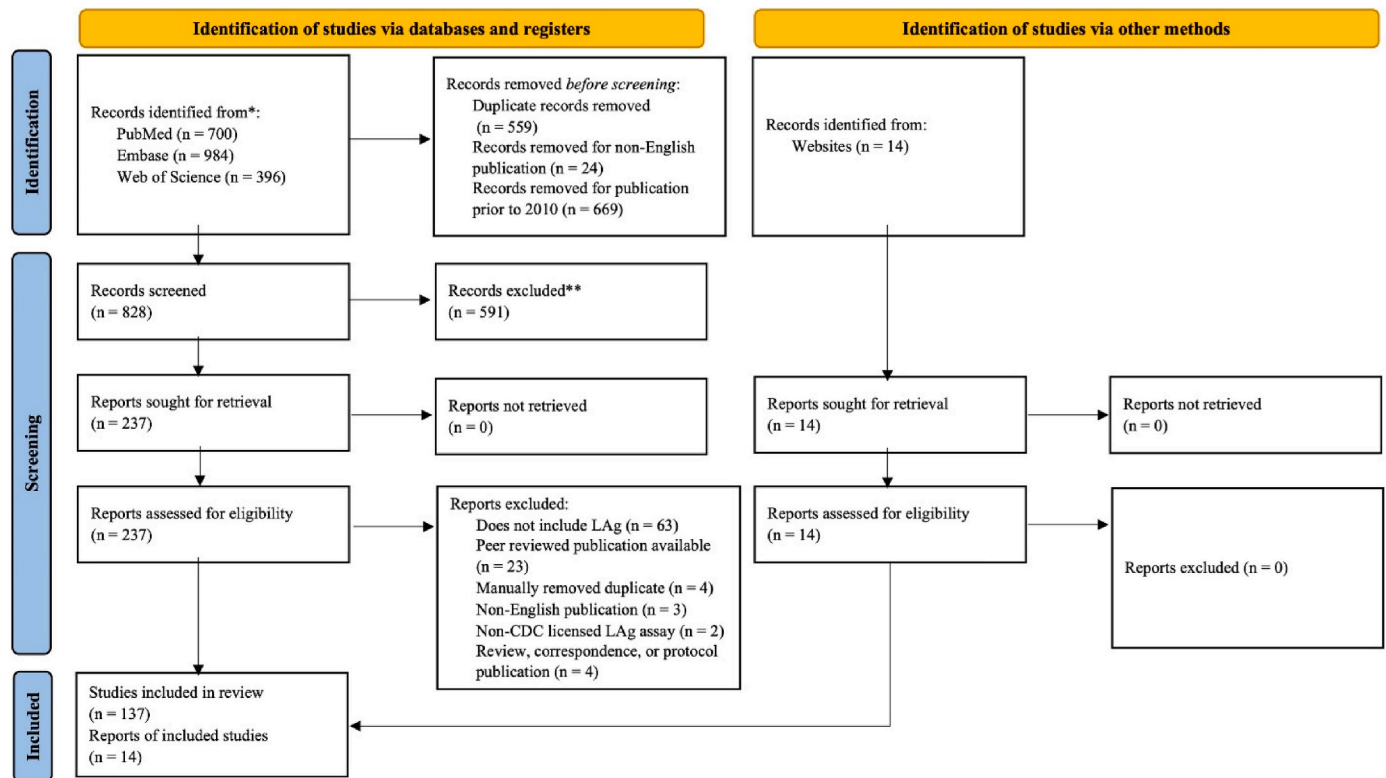 Identification of studies via databases and registers
Identification of studies via other methods
Identification
Records identified from*:
PubMed (n = 700)
Embase (n = 984)
Web of Science (n = 396)
Records removed before screening:
Duplicate records removed
(n = 559)
Records removed for non-English
publication (n = 24)
Records removed for publication
prior to 2010 (n = 669)
Records identified from:
Websites (n = 14)
Screening
Records screened
(n = 828)
Records excluded**
(n = 591)
Reports sought for retrieval
(n = 237)
Reports not retrieved
(n = 0)
Reports sought for retrieval
(n = 14)
Reports not retrieved
(n = 0)
Reports assessed for eligibility
(n = 237)
Reports excluded:
Does not include LAg (n = 63)
Peer reviewed publication available
(n = 23)
Manually removed duplicate (n = 4)
Non-English publication (n = 3)
Non-CDC licensed LAg assay (n = 2)
Review, correspondence, or protocol
publication (n = 4)
Reports assessed for eligibility
(n = 14)
Reports excluded (n = 0)
Included
Studies included in review
(n = 137)
Reports of included studies
(n = 14)